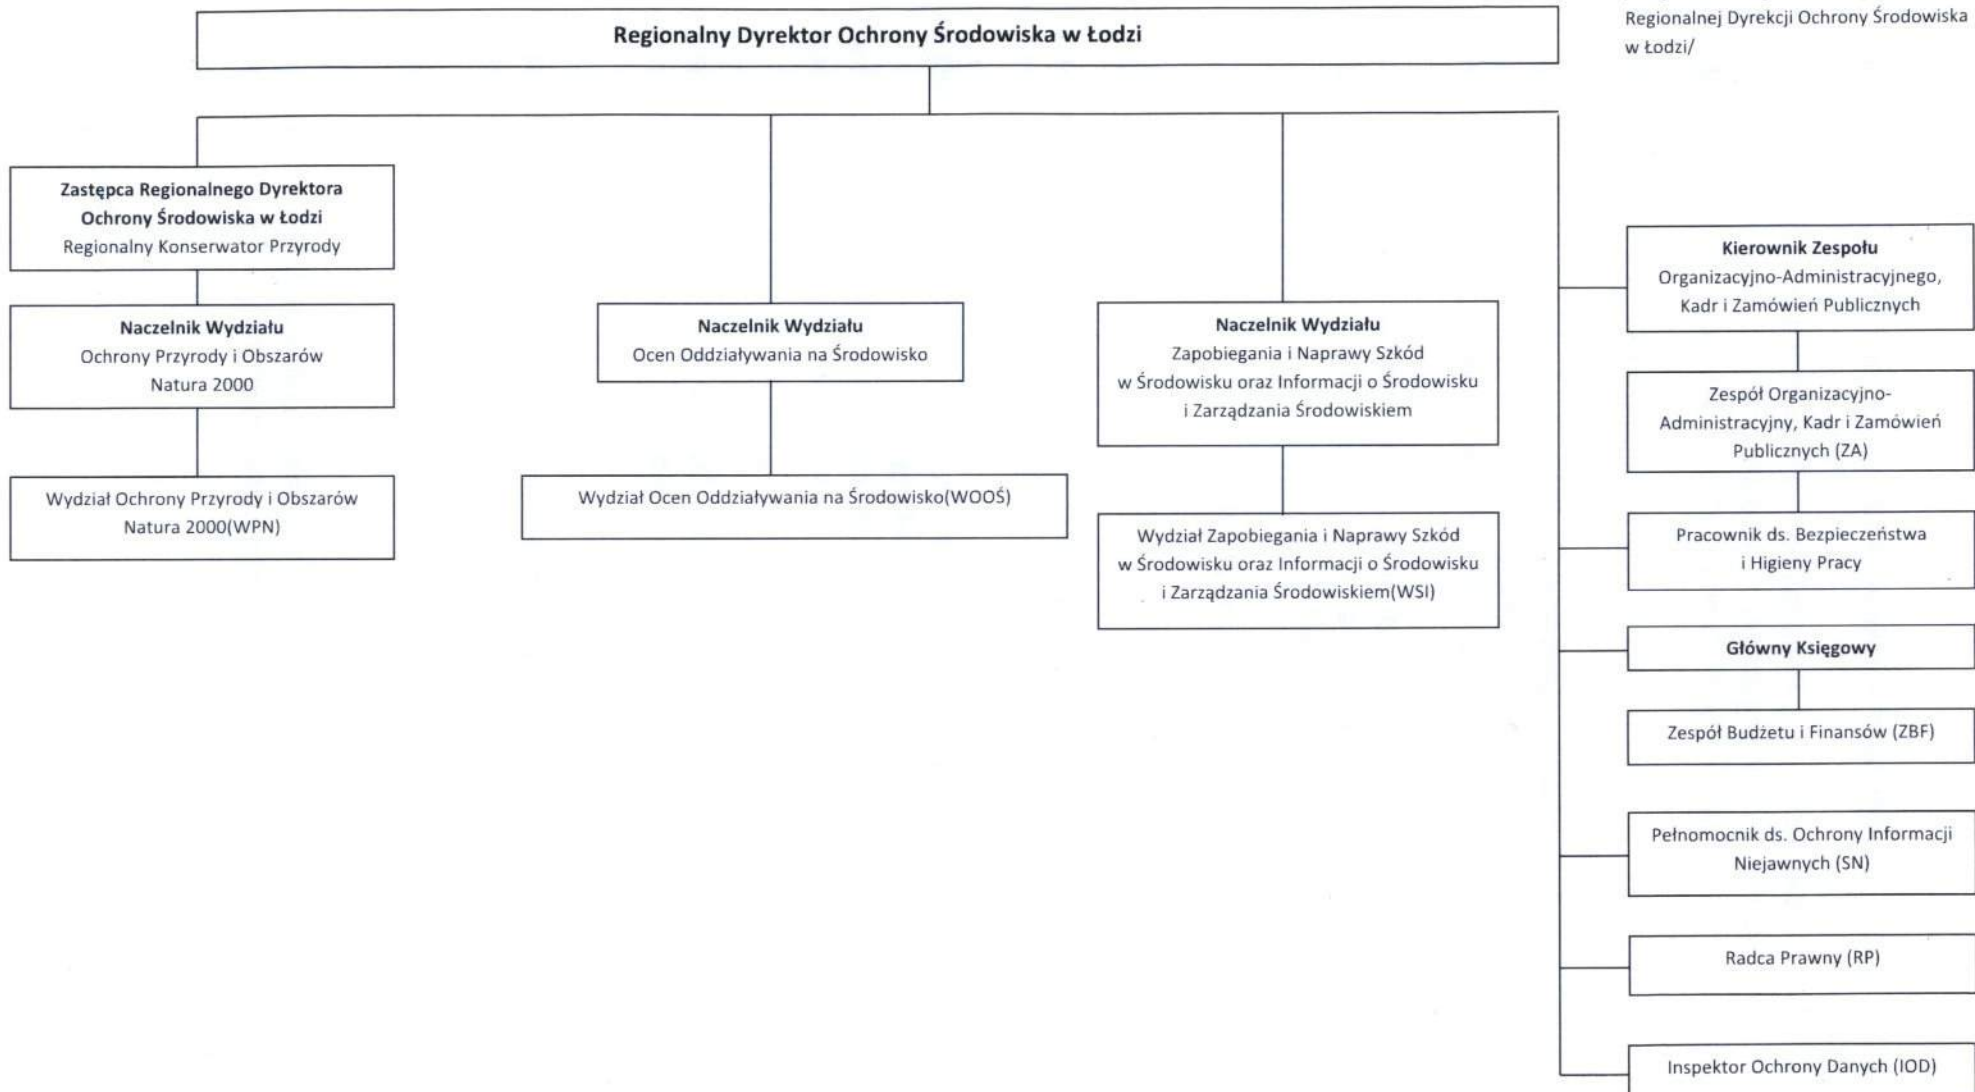 Regionalnej Dyrekcji Ochrony Środowiska
w Łodzi/
Regionalny Dyrektor Ochrony Środowiska w Łodzi
Zastępca Regionalnego Dyrektora
Ochrony Środowiska w Łodzi
Regionalny Konserwator Przyrody
Naczelnik Wydziału
Ochrony Przyrody i Obszarów
Natura 2000
Wydział Ochrony Przyrody i Obszarów
Natura 2000(WPN)
Naczelnik Wydziału
Ocen Oddziaływania na Środowisko
Wydział Ocen Oddziaływania na Środowisko(WOOŚ)
Naczelnik Wydziału
Zapobiegania i Naprawy Szkód
w Środowisku oraz Informacji o Środowisku
i Zarządzania Środowiskiem
Wydział Zapobiegania i Naprawy Szkód
w Środowisku oraz Informacji o Środowisku
i Zarządzania Środowiskiem(WSI)
Kierownik Zespołu
Organizacyjno-Administracyjnego,
Kadr i Zamówień Publicznych
Zespół Organizacyjno-
Administracyjny, Kadr i Zamówień
Publicznych (ZA)
Pracownik ds. Bezpieczeństwa
i Higieny Pracy
Główny Księgowy
Zespół Budżetu i Finansów (ZBF)
Pełnomocnik ds. Ochrony Informacji
Niejawnych (SN)
Radca Prawny (RP)
Inspektor Ochrony Danych (IOD)